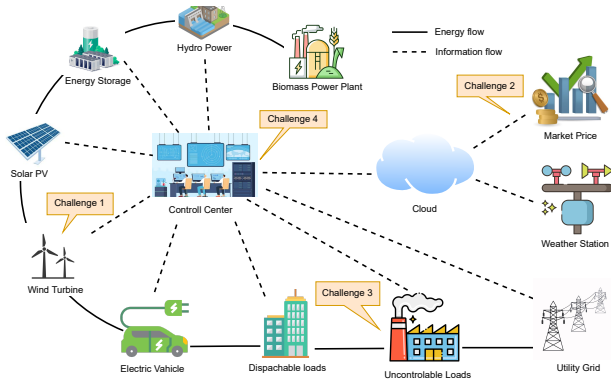 Hydro Power
Energy flow
Information flow
Energy Storage
Biomass Power Plant
Challenge 2
Challenge 4
Market Price
Solar PV
Controll Center
Cloud
Challenge 1
Weather Station
Wind Turbine
Challenge 3
Electric Vehicle
Dispachable loads
Uncontrolable Loads
Utility Grid